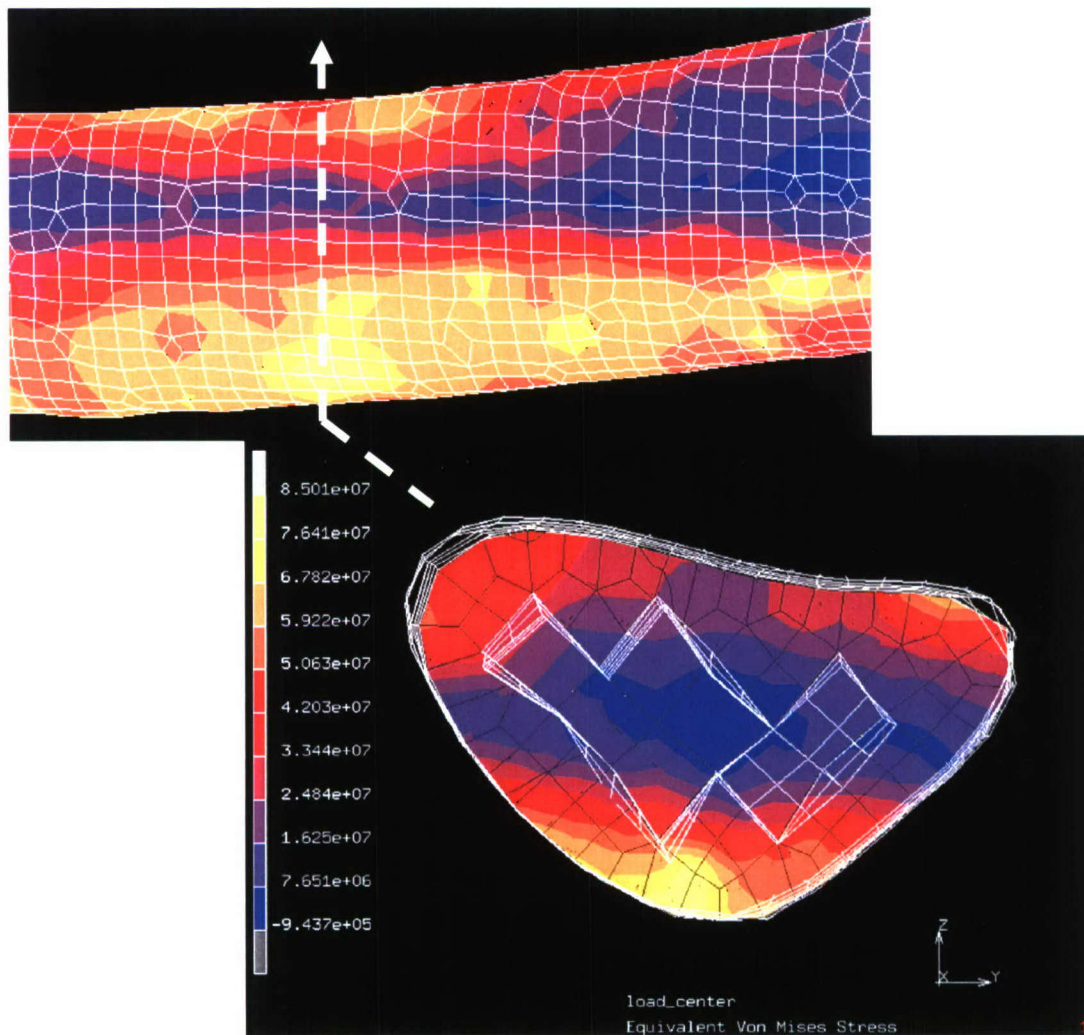 8.501e+07
7.641e+07
6.782e+07
5.922e+07
5.063e+07
4.203e+07
3.344e+07
2.484e+07
1.625e+07
7.651e+06
-9.437e+05
Z
X Y
load_center
Equivalent Von Mises Stress